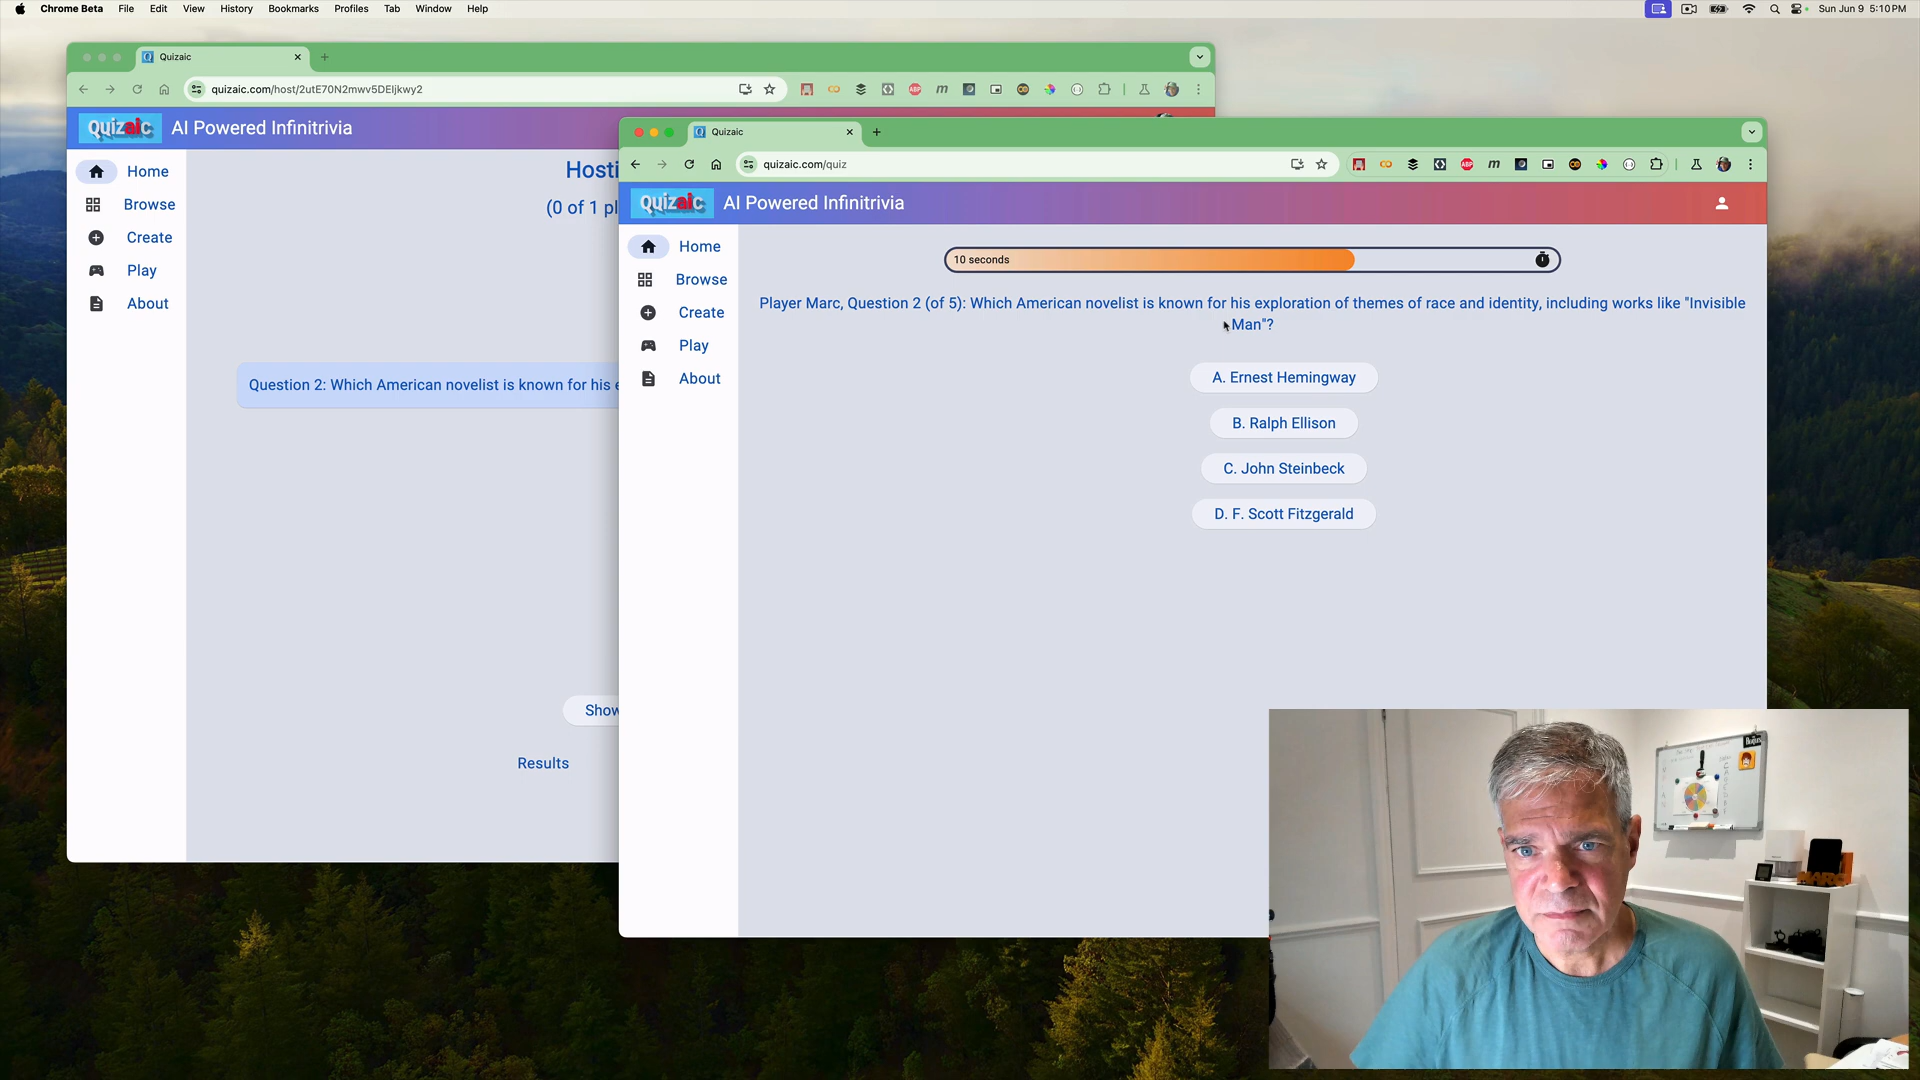 Chrome Beta File Edit View History Bookmarks Profiles Tab Window Help
Sun Jun 9 5:10PM
Quizaic
quizaic.com/host/2utE70N2mwv5DEIjkwy2
Quizaic AI Powered Infinitrivia
Home
Browse
Create
Play
About
Hosti
(0 of 1 pl
Question 2: Which American novelist is known for his e
Show
Results
Quizaic
quizaic.com/quiz
Quizaic AI Powered Infinitrivia
Home
Browse
Create
Play
About
10 seconds
Player Marc, Question 2 (of 5): Which American novelist is known for his exploration of themes of race and identity, including works like "Invisible
Man"?
A. Ernest Hemingway
B. Ralph Ellison
C. John Steinbeck
D. F. Scott Fitzgerald